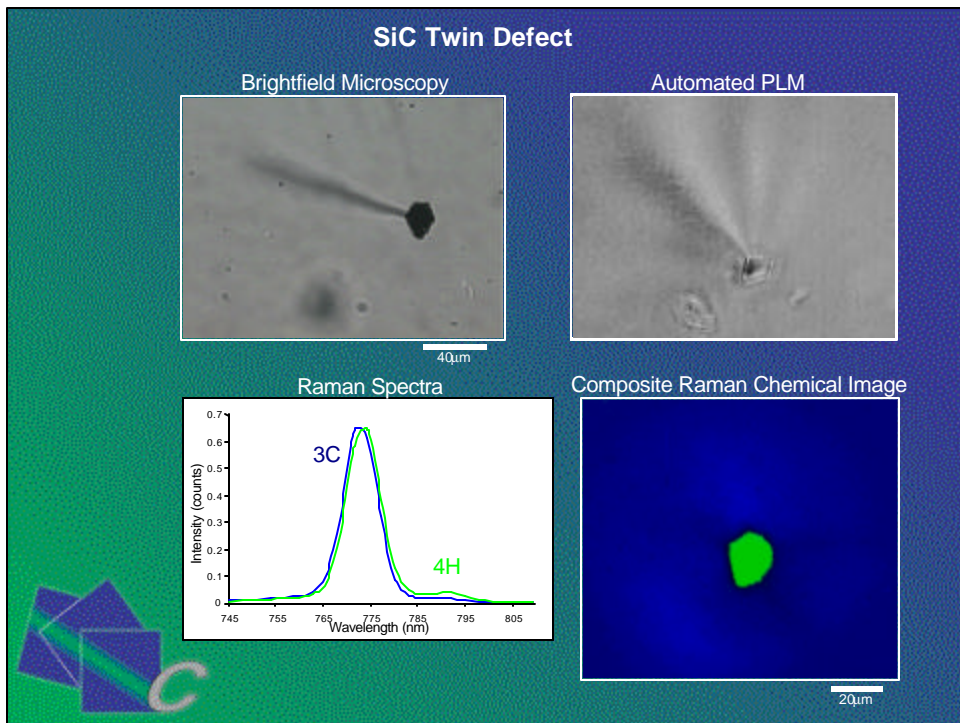 SiC Twin Defect
Brightfield Microscopy
Automated PLM
40µm
Raman Spectra
Composite Raman Chemical Image
0.7
0.6
0.5
0.4
0.3
0.2
0.1
0
Intensity (counts)
3C
4H
745 755 765 775 785 795 805
Wavelength (nm)
C
20µm